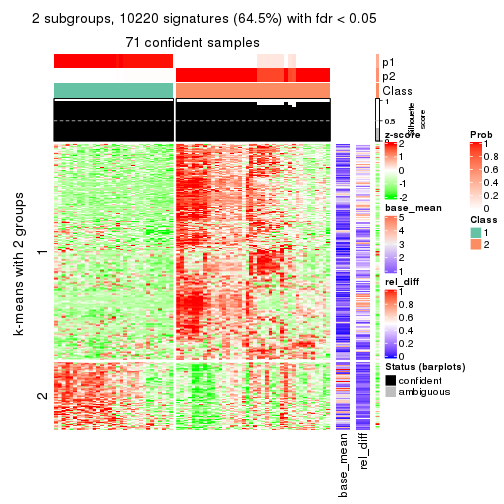 2 subgroups, 10220 signatures (64.5%) with fdr < 0.05
71 confident samples
p1
p2
Class
1
0.5
0
Silhouette
score
k-means with 2 groups
1
2
z-score
2
1
0
-1
-2
base_mean
5
4
3
2
1
rel_diff
1
0.8
0.6
0.4
0.2
0
Status (barplots)
confident
ambiguous
Prob
1
0.8
0.6
0.4
0.2
0
Class
1
2
base_mean
rel_diff